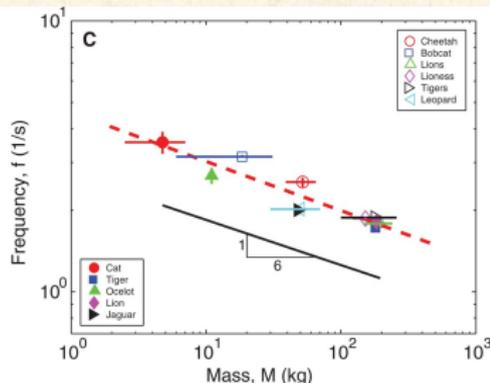 10¹
C
Cheetah
Bobcat
Lions
Lioness
Tigers
Leopard
Frequency, f (1/s)
1
6
10⁰
Cat
Tiger
Ocelot
Lion
Jaguar
10⁰
10¹
10²
10³
Mass, M (kg)